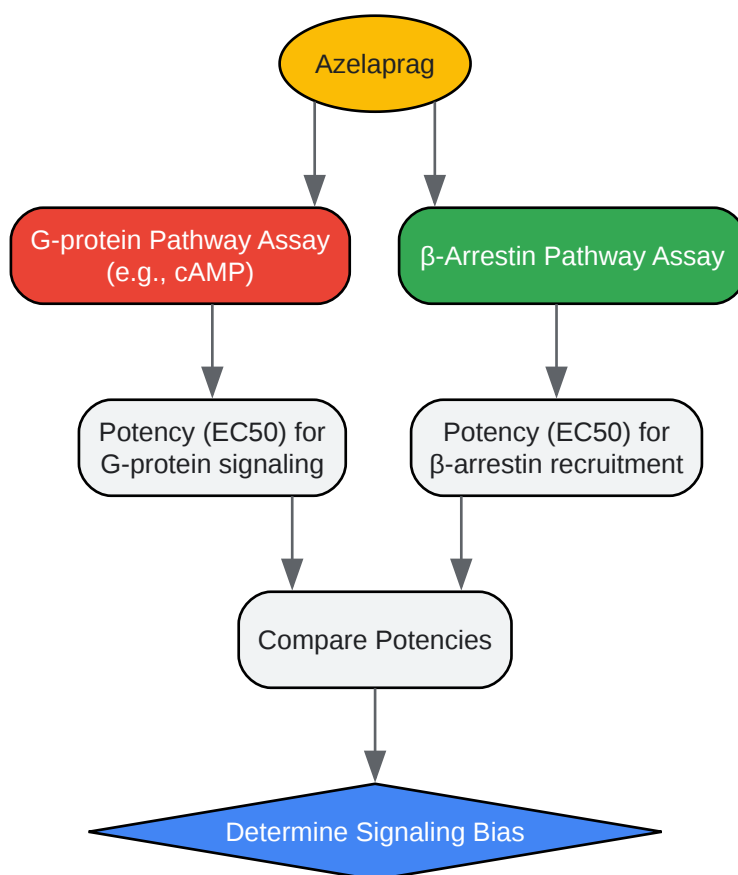 Azelaprag
G-protein Pathway Assay
(e.g., cAMP)
β-Arrestin Pathway Assay
Potency (EC50) for
G-protein signaling
Potency (EC50) for
β-arrestin recruitment
Compare Potencies
Determine Signaling Bias